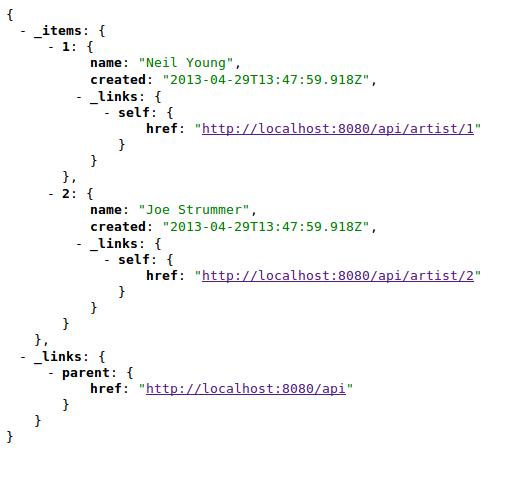 {
  - _items: {
      - 1: {
            name: "Neil Young",
            created: "2013-04-29T13:47:59.918Z",
          - _links: {
              - self: {
                    href: "http://localhost:8080/api/artist/1"
                }
            }
        },
      - 2: {
            name: "Joe Strummer",
            created: "2013-04-29T13:47:59.918Z",
          - _links: {
              - self: {
                    href: "http://localhost:8080/api/artist/2"
                }
            }
        }
    },
  - _links: {
      - parent: {
            href: "http://localhost:8080/api"
        }
    }
}